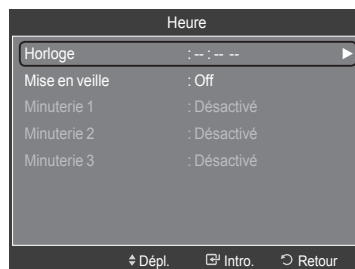 Heure
Horloge : -- : -- --
Mise en veille : Off
Minuterie 1 : Désactivé
Minuterie 2 : Désactivé
Minuterie 3 : Désactivé
Dépl. Intro. Retour